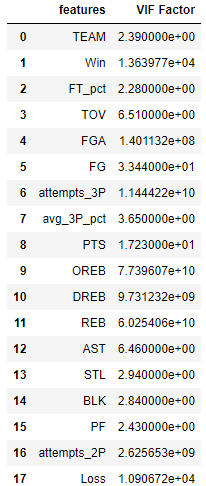 features VIF Factor
0 TEAM 2.390000e+00
1 Win 1.363977e+04
2 FT_pct 2.280000e+00
3 TOV 6.510000e+00
4 FGA 1.401132e+08
5 FG 3.344000e+01
6 attempts_3P 1.144422e+10
7 avg_3P_pct 3.650000e+00
8 PTS 1.723000e+01
9 OREB 7.739607e+10
10 DREB 9.731232e+09
11 REB 6.025406e+10
12 AST 6.460000e+00
13 STL 2.940000e+00
14 BLK 2.840000e+00
15 PF 2.430000e+00
16 attempts_2P 2.625653e+09
17 Loss 1.090672e+04